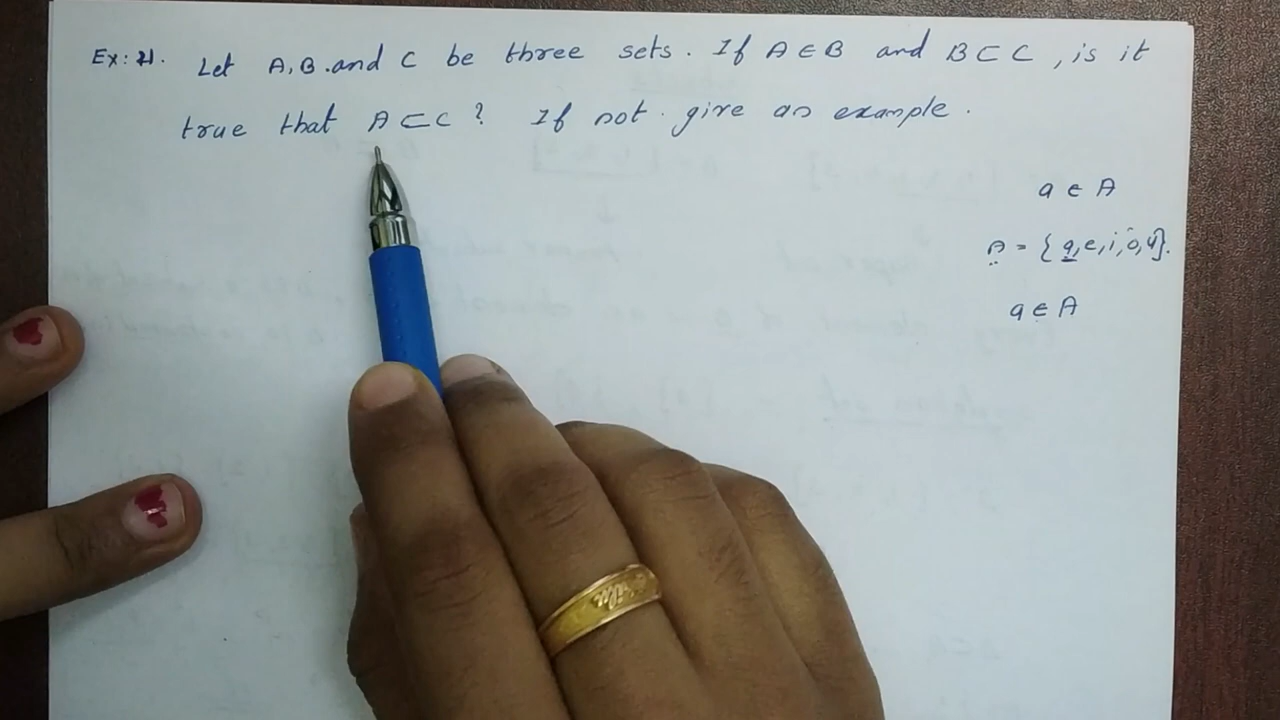 Ex: 21. Let A, B and C be three sets. If A ∈ B and B ⊂ C, is it
true that A ⊂ C? If not give an example.
a ∈ A
A = {a,e,i,o,u}.
a ∈ A